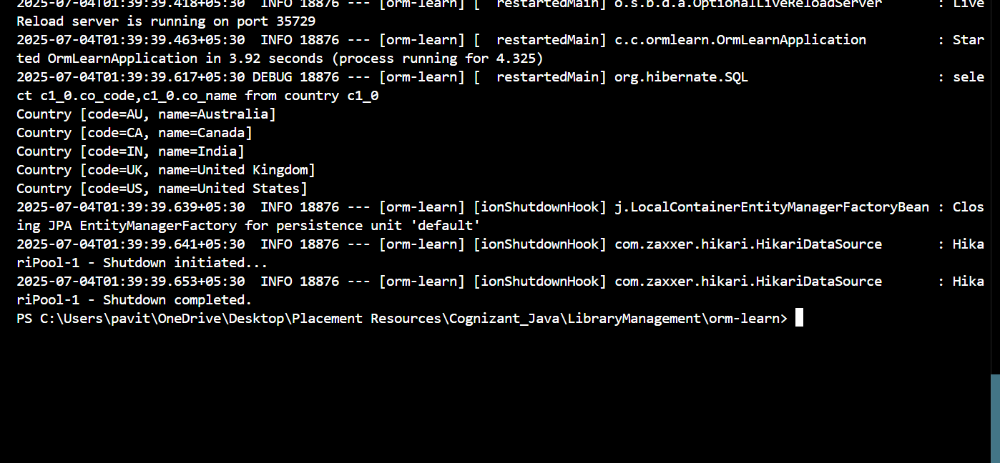 2025-07-04T01:39:39.418+05:30  INFO 18876 --- [orm-learn] [  restartedMain] o.s.b.d.a.OptionalLiveReloadServer       : Live
Reload server is running on port 35729
2025-07-04T01:39:39.463+05:30  INFO 18876 --- [orm-learn] [  restartedMain] c.c.ormlearn.OrmLearnApplication         : Star
ted OrmLearnApplication in 3.92 seconds (process running for 4.325)
2025-07-04T01:39:39.617+05:30 DEBUG 18876 --- [orm-learn] [  restartedMain] org.hibernate.SQL                        : sele
ct c1_0.co_code,c1_0.co_name from country c1_0
Country [code=AU, name=Australia]
Country [code=CA, name=Canada]
Country [code=IN, name=India]
Country [code=UK, name=United Kingdom]
Country [code=US, name=United States]
2025-07-04T01:39:39.639+05:30  INFO 18876 --- [orm-learn] [ionShutdownHook] j.LocalContainerEntityManagerFactoryBean : Clos
ing JPA EntityManagerFactory for persistence unit 'default'
2025-07-04T01:39:39.641+05:30  INFO 18876 --- [orm-learn] [ionShutdownHook] com.zaxxer.hikari.HikariDataSource       : Hika
riPool-1 - Shutdown initiated...
2025-07-04T01:39:39.653+05:30  INFO 18876 --- [orm-learn] [ionShutdownHook] com.zaxxer.hikari.HikariDataSource       : Hika
riPool-1 - Shutdown completed.
PS C:\Users\pavit\OneDrive\Desktop\Placement Resources\Cognizant_Java\LibraryManagement\orm-learn>